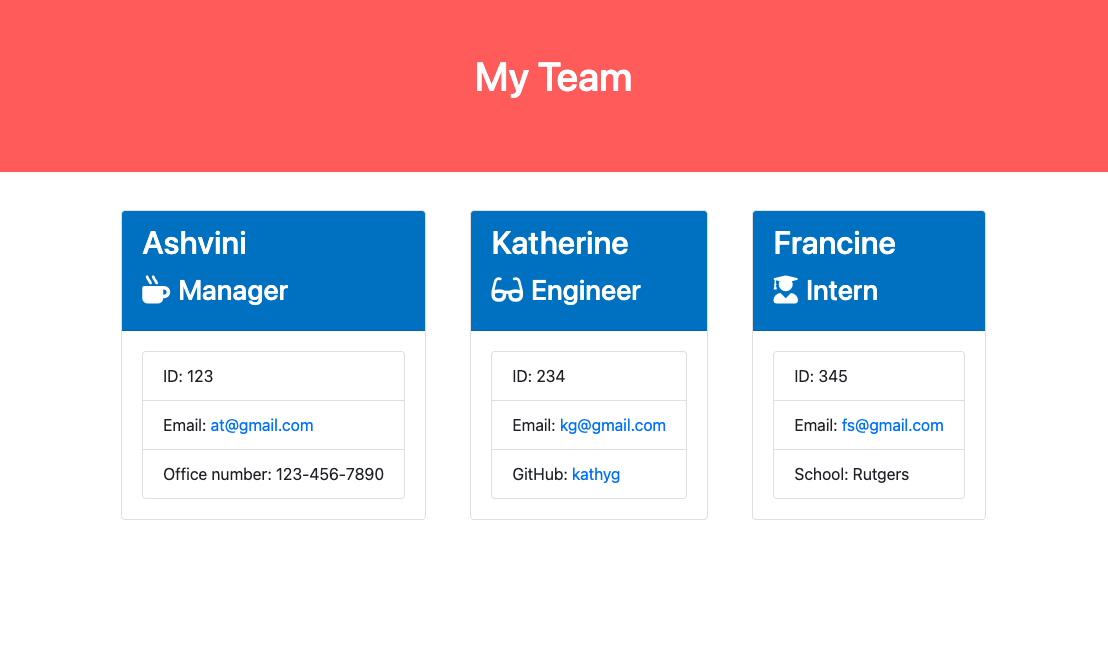 My Team
Ashvini
Manager
ID: 123
Email: at@gmail.com
Office number: 123-456-7890
Katherine
Engineer
ID: 234
Email: kg@gmail.com
GitHub: kathyg
Francine
Intern
ID: 345
Email: fs@gmail.com
School: Rutgers